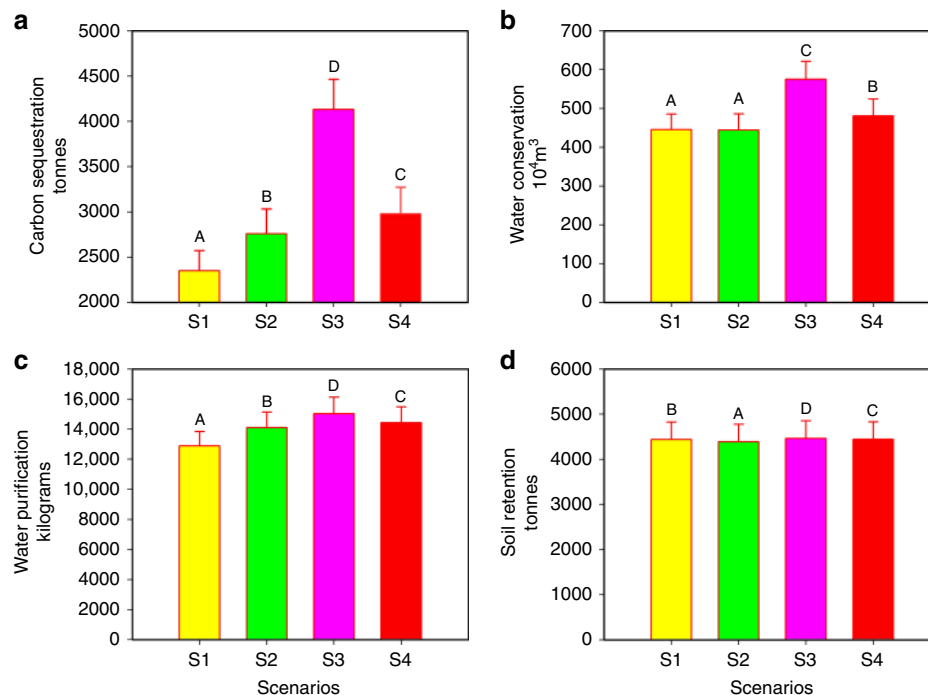 a
Carbon sequestration
tonnes
5000
4500
4000
3500
3000
2500
2000
A
B
D
C
S1 S2 S3 S4
b
Water conservation
10⁴m³
700
600
500
400
300
200
100
0
A
A
C
B
S1 S2 S3 S4
c
Water purification
kilograms
18,000
16,000
14,000
12,000
10,000
8000
6000
4000
2000
0
A
B
D
C
S1 S2 S3 S4
Scenarios
d
Soil retention
tonnes
6000
5000
4000
3000
2000
1000
0
B
A
D
C
S1 S2 S3 S4
Scenarios